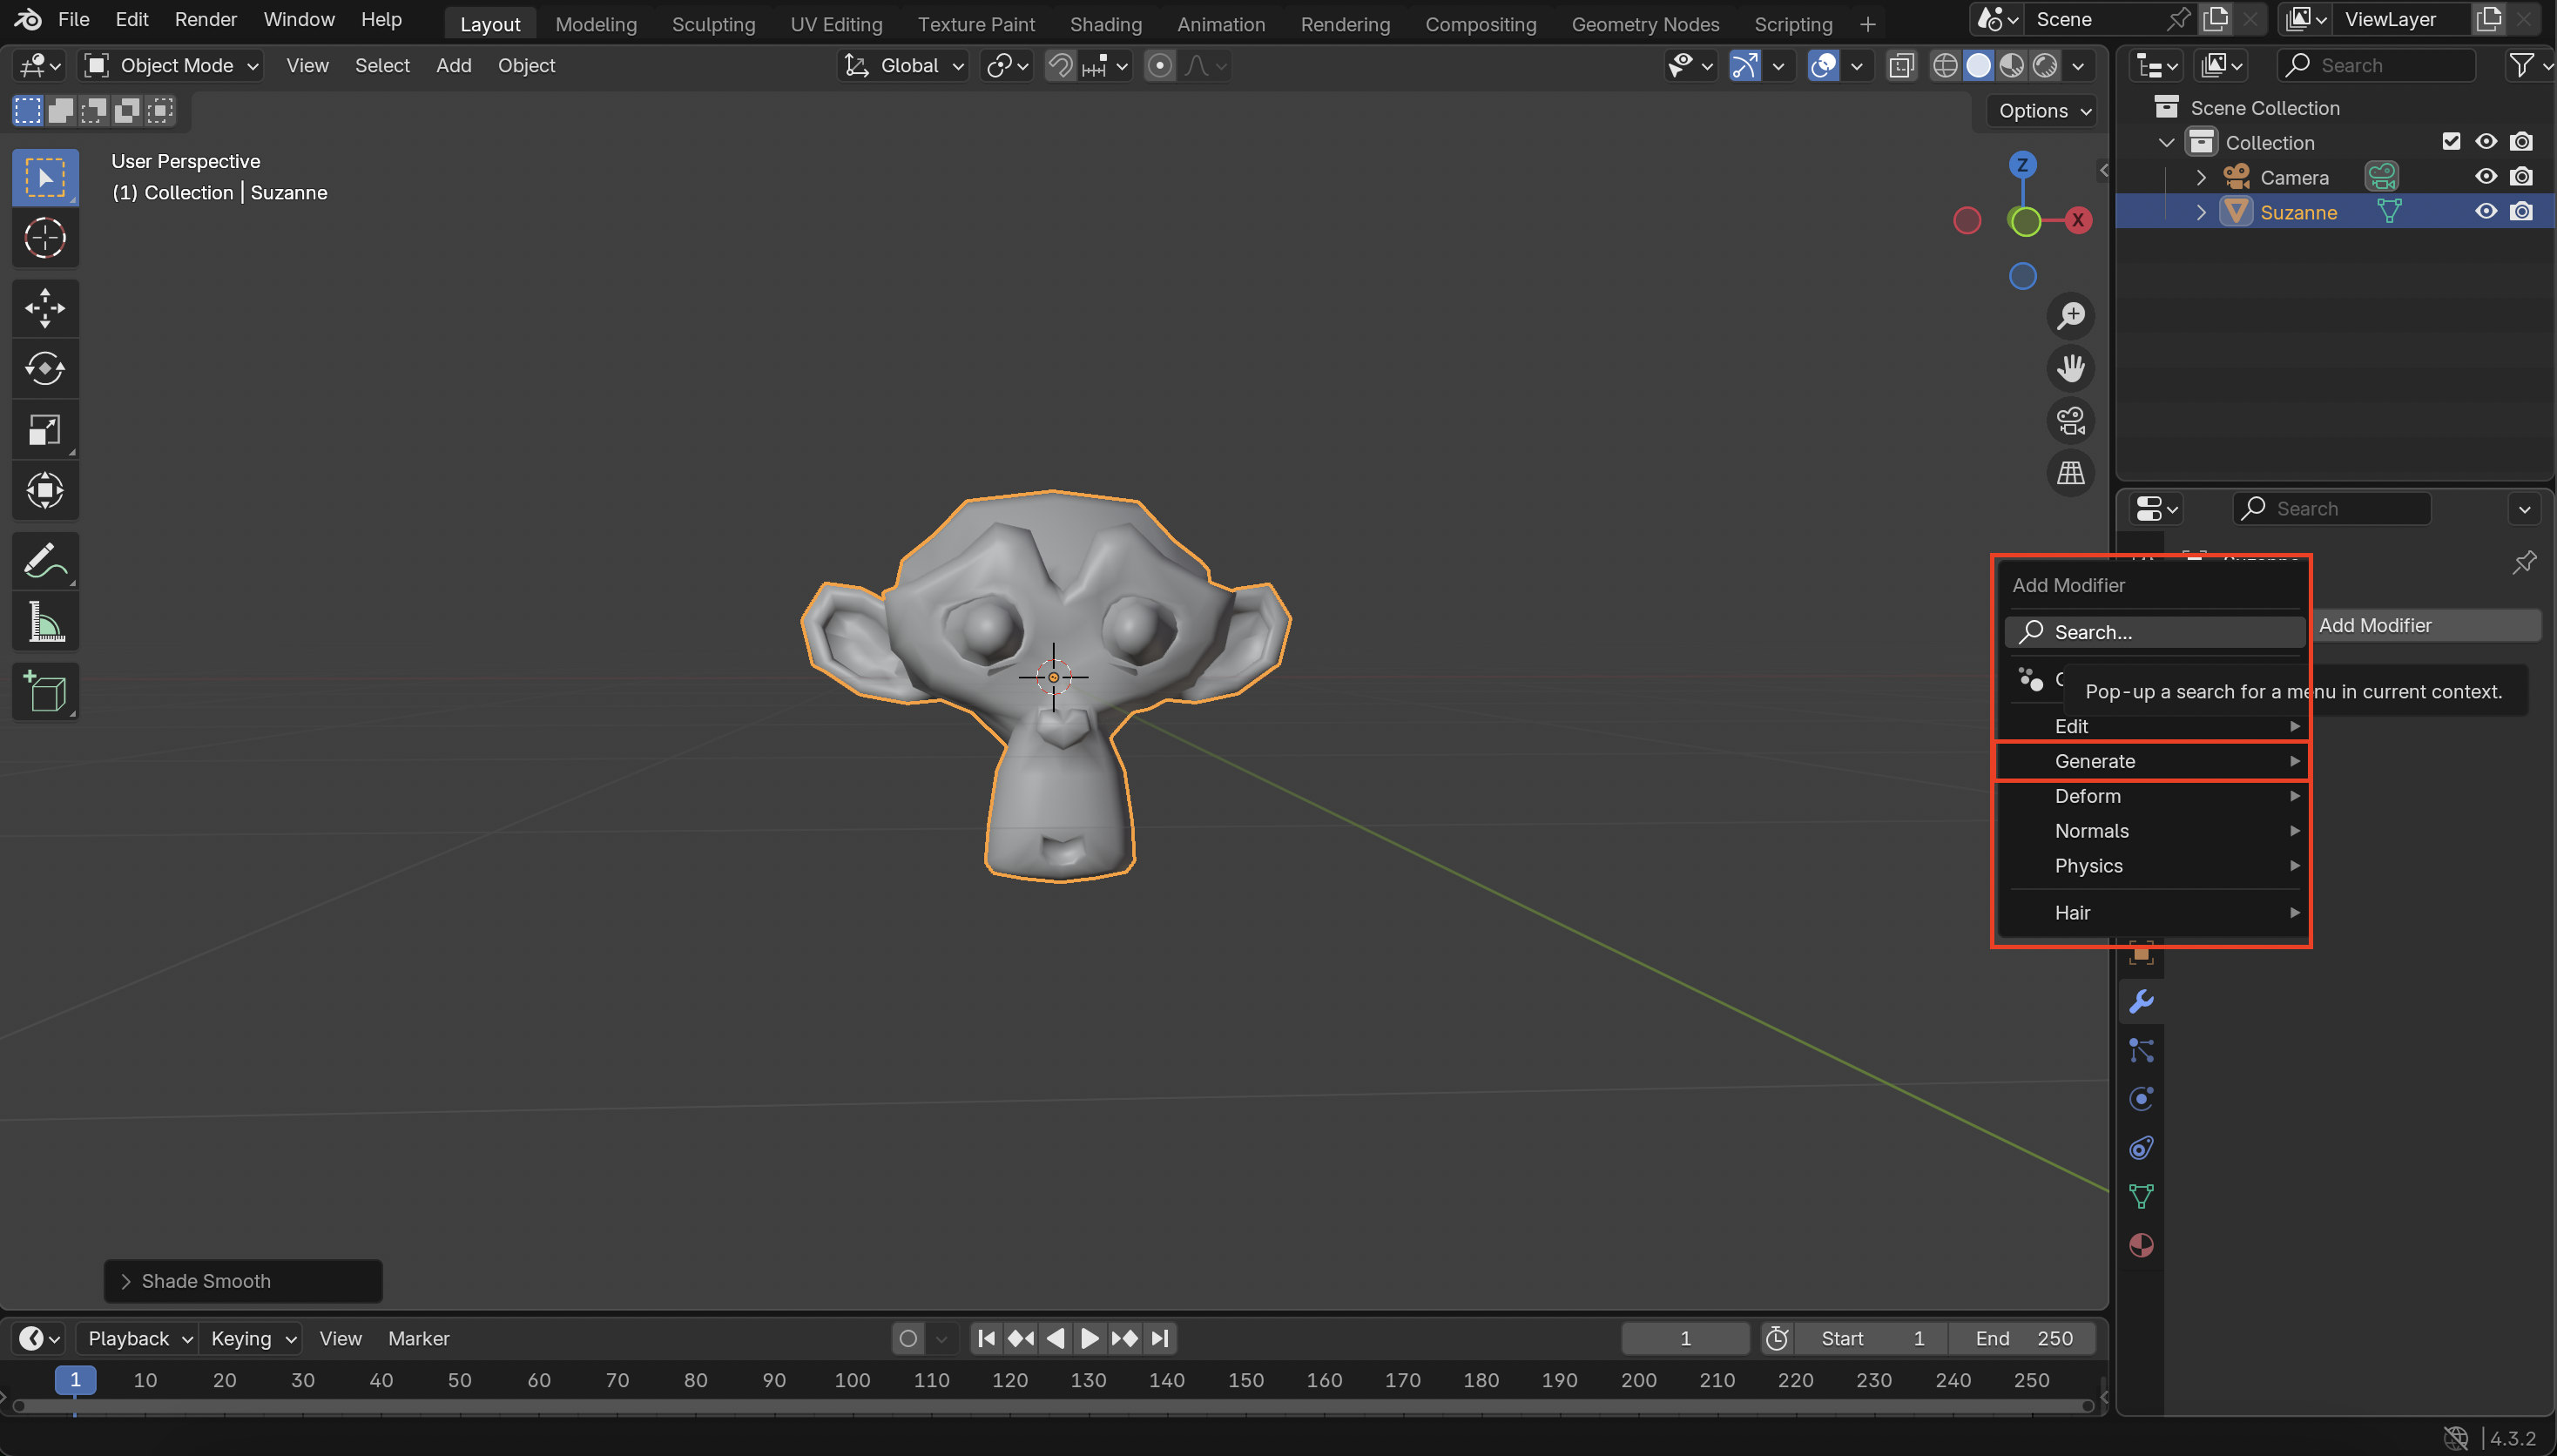 File Edit Render Window Help
Layout Modeling Sculpting UV Editing Texture Paint Shading Animation Rendering Compositing Geometry Nodes Scripting +
Scene
ViewLayer
Object Mode View Select Add Object
Global
Search
Options
User Perspective
(1) Collection | Suzanne
Z
X
Scene Collection
Collection
Camera
Suzanne
Search
Add Modifier
Add Modifier
Search...
Pop-up a search for a menu in current context.
Edit
Generate
Deform
Normals
Physics
Hair
Shade Smooth
Playback Keying View Marker
1
Start 1
End 250
1 10 20 30 40 50 60 70 80 90 100 110 120 130 140 150 160 170 180 190 200 210 220 230 240 250
4.3.2